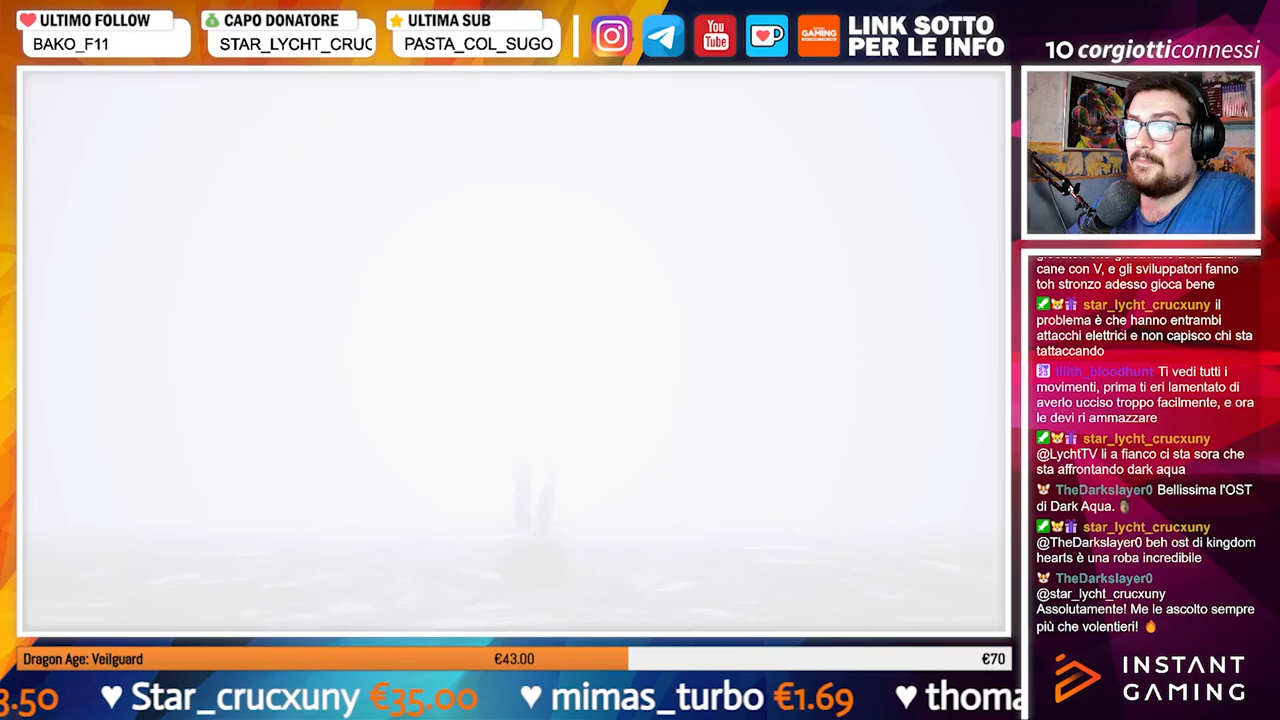 ULTIMO FOLLOW
BAKO_F11
CAPO DONATORE
STAR_LYCHT_CRUC
ULTIMA SUB
PASTA_COL_SUGO
You
Tube
GAMING
LINK SOTTO
PER LE INFO
10 corgiotticonnessi
cane con V, e gli sviluppatori fanno
toh stronzo adesso gioca bene
star_lycht_crucxuny il
problema è che hanno entrambi
attacchi elettrici e non capisco chi sta
tattaccando
lilith_bloodhunt Ti vedi tutti i
movimenti, prima ti eri lamentato di
averlo ucciso troppo facilmente, e ora
le devi ri ammazzare
star_lycht_crucxuny
@LychtTV li a fianco ci sta sora che
sta affrontando dark aqua
TheDarkslayer0 Bellissima l'OST
di Dark Aqua.
star_lycht_crucxuny
@TheDarkslayer0 beh ost di kingdom
hearts è una roba incredibile
TheDarkslayer0
@star_lycht_crucxuny
Assolutamente! Me le ascolto sempre
più che volentieri!
Dragon Age: Veilguard €43.00 €70
3.50 ♥ Star_crucxuny €35.00 ♥ mimas_turbo €1.69 ♥ thoma
INSTANT
GAMING